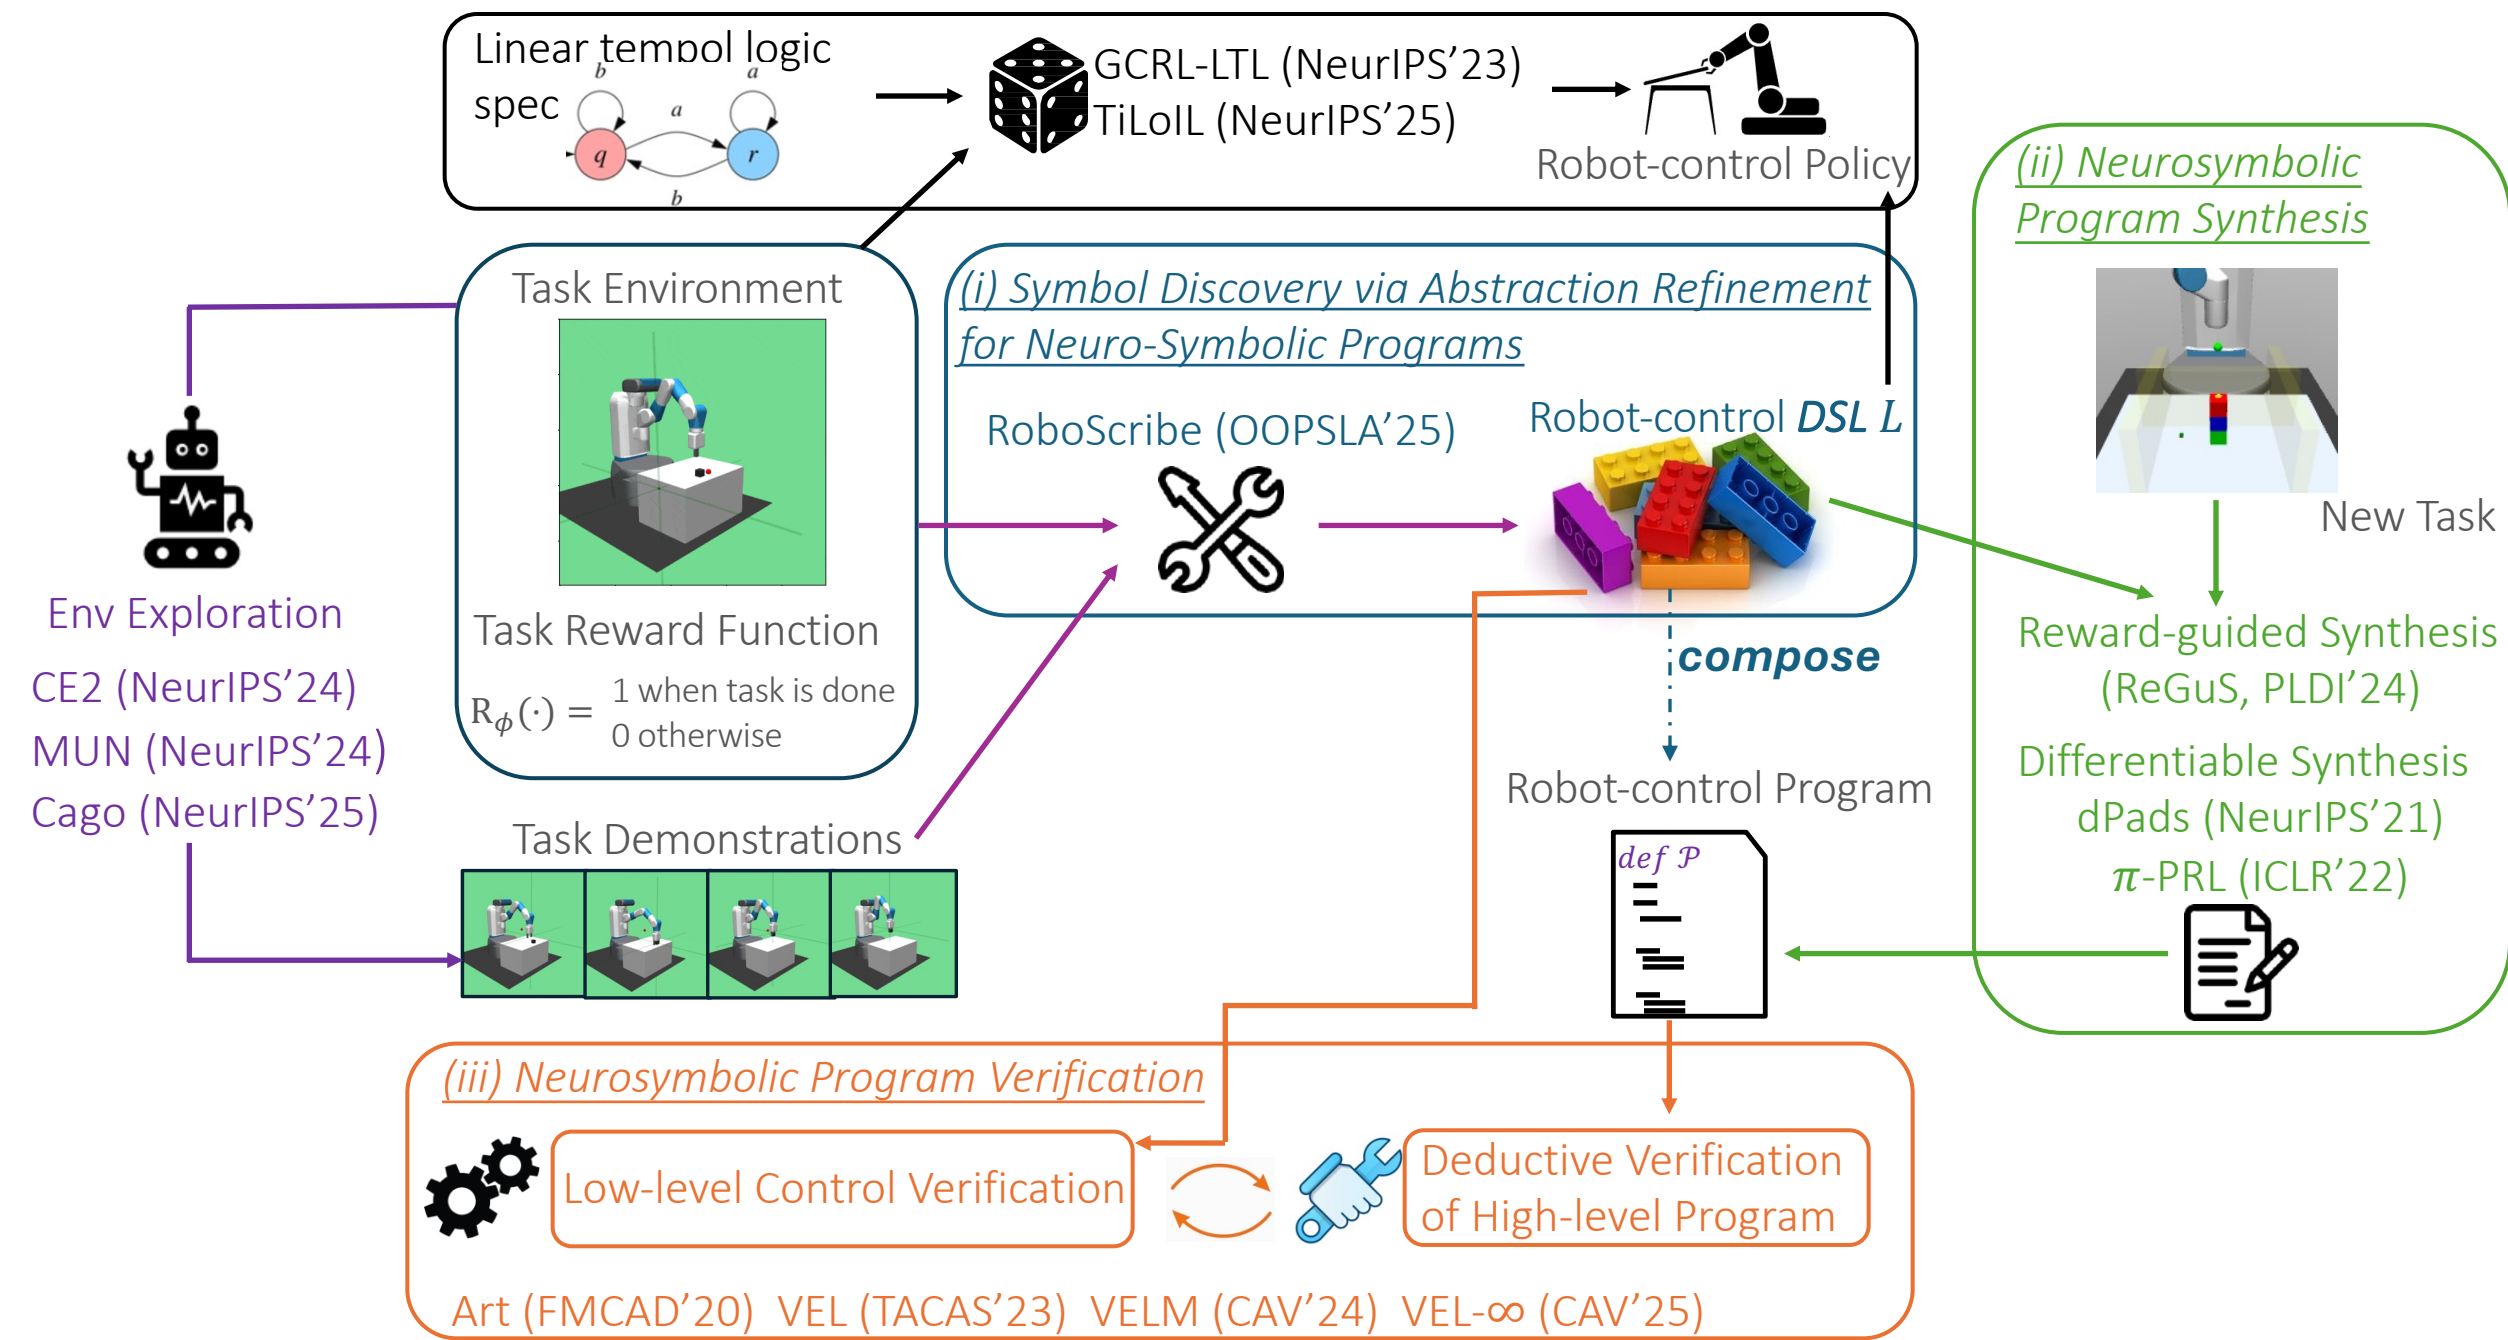 Linear tempol logic
spec
b
a
a
q
r
b
GCRL-LTL (NeurIPS’23)
TiLoIL (NeurIPS’25)
Robot-control Policy
Task Environment
Task Reward Function
R𝜙(·) =
1 when task is done
0 otherwise
Env Exploration
CE2 (NeurIPS’24)
MUN (NeurIPS’24)
Cago (NeurIPS’25)
Task Demonstrations
(i) Symbol Discovery via Abstraction Refinement
for Neuro-Symbolic Programs
RoboScribe (OOPSLA’25)
Robot-control DSL L
compose
Robot-control Program
def 𝒫
(ii) Neurosymbolic
Program Synthesis
New Task
Reward-guided Synthesis
(ReGuS, PLDI’24)
Differentiable Synthesis
dPads (NeurIPS’21)
π-PRL (ICLR’22)
(iii) Neurosymbolic Program Verification
Low-level Control Verification
Deductive Verification
of High-level Program
Art (FMCAD’20) VEL (TACAS’23) VELM (CAV’24) VEL-∞ (CAV’25)